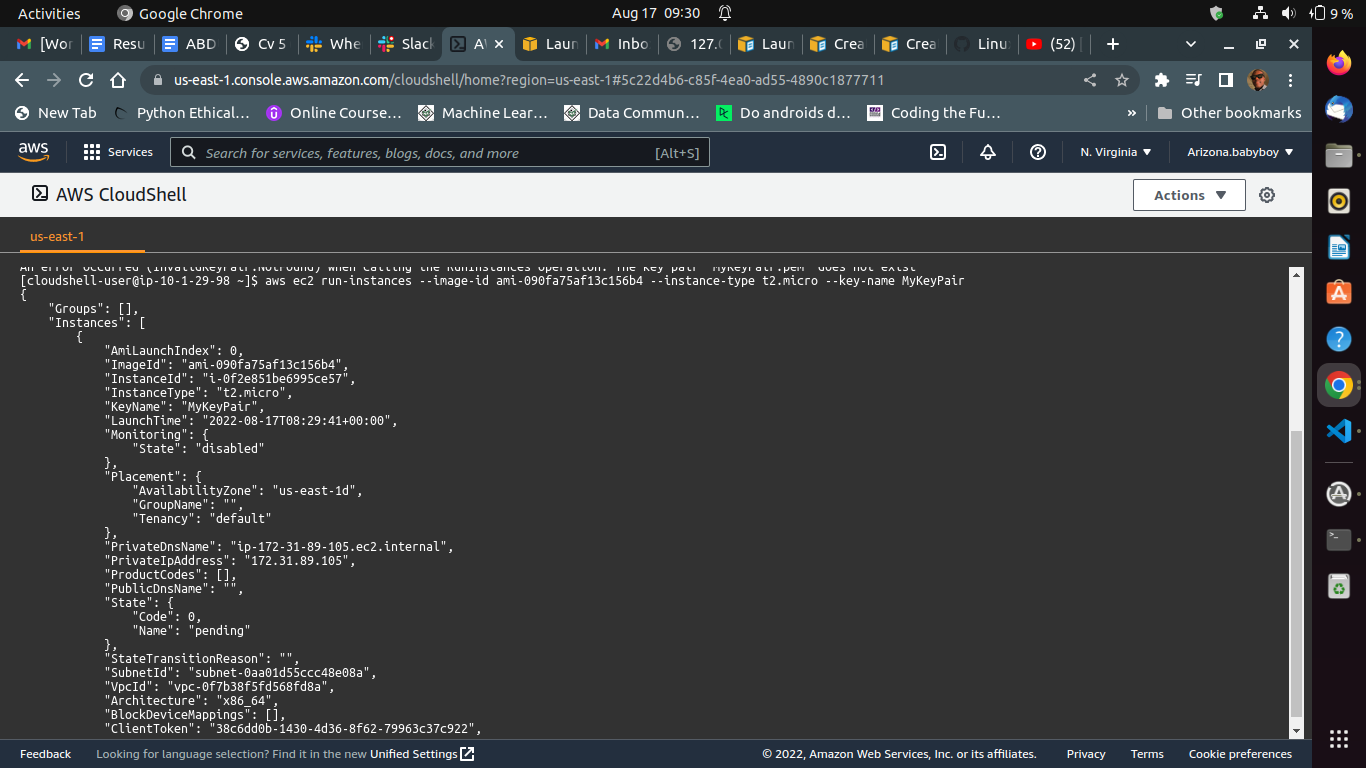 Activities
Google Chrome
Aug 17 09:30
9 %
[Wor
Resu
ABD
Cv 5
Whe
Slack
AW
Laun
Inbo
127.0
Laun
Crea
Crea
Linux
(52)
us-east-1.console.aws.amazon.com/cloudshell/home?region=us-east-1#5c22d4b6-c85f-4ea0-ad55-4890c1877711
New Tab
Python Ethical…
Online Course…
Machine Lear…
Data Commun…
Do androids d…
Coding the Fu…
»
Other bookmarks
aws
Services
Search for services, features, blogs, docs, and more
[Alt+S]
N. Virginia
Arizona.babyboy
AWS CloudShell
Actions
us-east-1
An error occurred (InvalidKeyPair.NotFound) when calling the RunInstances operation: The key pair 'MyKeyPair.pem' does not exist
[cloudshell-user@ip-10-1-29-98 ~]$ aws ec2 run-instances --image-id ami-090fa75af13c156b4 --instance-type t2.micro --key-name MyKeyPair
{
"Groups": [],
"Instances": [
{
"AmiLaunchIndex": 0,
"ImageId": "ami-090fa75af13c156b4",
"InstanceId": "i-0f2e851be6995ce57",
"InstanceType": "t2.micro",
"KeyName": "MyKeyPair",
"LaunchTime": "2022-08-17T08:29:41+00:00",
"Monitoring": {
"State": "disabled"
},
"Placement": {
"AvailabilityZone": "us-east-1d",
"GroupName": "",
"Tenancy": "default"
},
"PrivateDnsName": "ip-172-31-89-105.ec2.internal",
"PrivateIpAddress": "172.31.89.105",
"ProductCodes": [],
"PublicDnsName": "",
"State": {
"Code": 0,
"Name": "pending"
},
"StateTransitionReason": "",
"SubnetId": "subnet-0aa01d55ccc48e08a",
"VpcId": "vpc-0f7b38f5fd568fd8a",
"Architecture": "x86_64",
"BlockDeviceMappings": [],
"ClientToken": "38c6dd0b-1430-4d36-8f62-79963c37c922",
Feedback
Looking for language selection? Find it in the new Unified Settings
© 2022, Amazon Web Services, Inc. or its affiliates.
Privacy
Terms
Cookie preferences